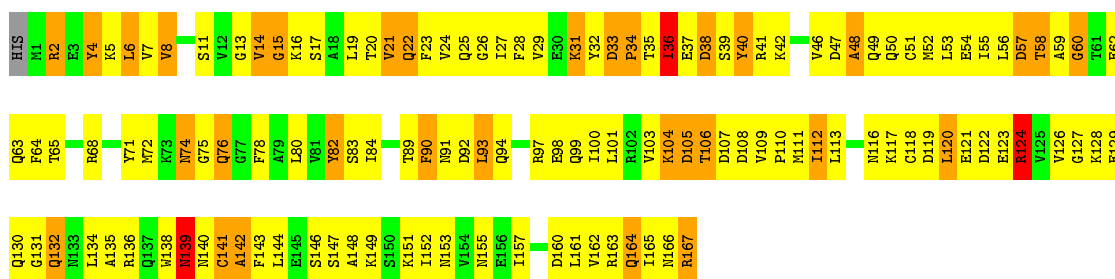 HIS M1 R2 E3 Y4 K5 L6 V7 V8 S11 V12 G13 V14 G15 K16 S17 A18 L19 T20 V21 Q22 F23 V24 Q25 G26 I27 F28 V29 E30 K31 Y32 D33 P34 T35 I36 E37 D38 S39 Y40 R41 K42 V46 D47 A48 Q49 Q50 C51 M52 L53 E54 I55 L56 D57 T58 A59 G60 T61 E62
Q63 F64 T65 R68 Y71 M72 K73 N74 G75 Q76 G77 F78 A79 L80 V81 Y82 S83 I84 T89 F90 N91 D92 L93 Q94 R97 E98 Q99 I100 L101 R102 V103 K104 D105 T106 D107 D108 V109 P110 M111 I112 L113 N116 K117 C118 D119 L120 E121 D122 E123 R124 V125 V126 G127 K128 E129
Q130 G131 Q132 N133 L134 A135 R136 Q137 W138 N139 N140 C141 A142 F143 L144 E145 S146 S147 A148 K149 S150 K151 I152 N153 V154 N155 E156 I157 D160 L161 V162 R163 Q164 I165 N166 R167